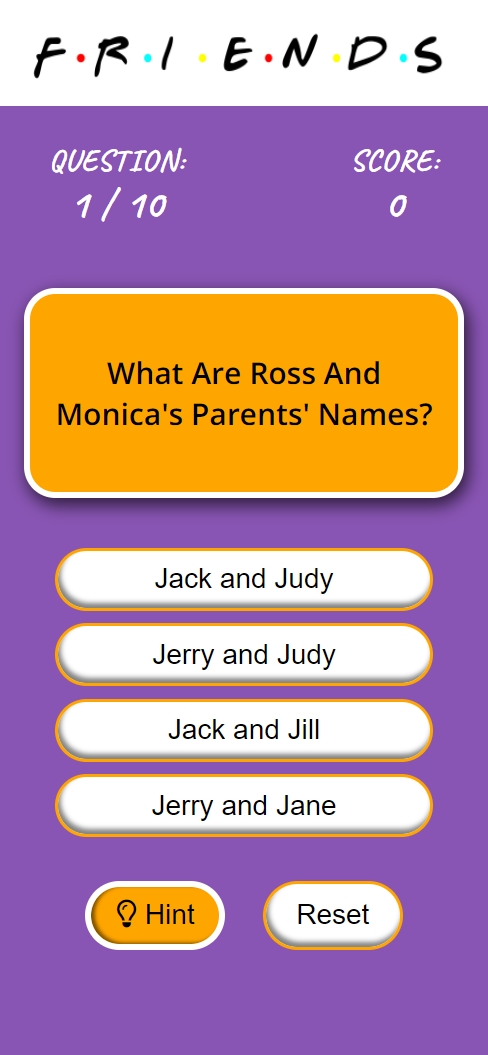 F•R•I•E•N•D•S
QUESTION:
1 / 10
SCORE:
0
What Are Ross And
Monica's Parents' Names?
Jack and Judy
Jerry and Judy
Jack and Jill
Jerry and Jane
Hint
Reset